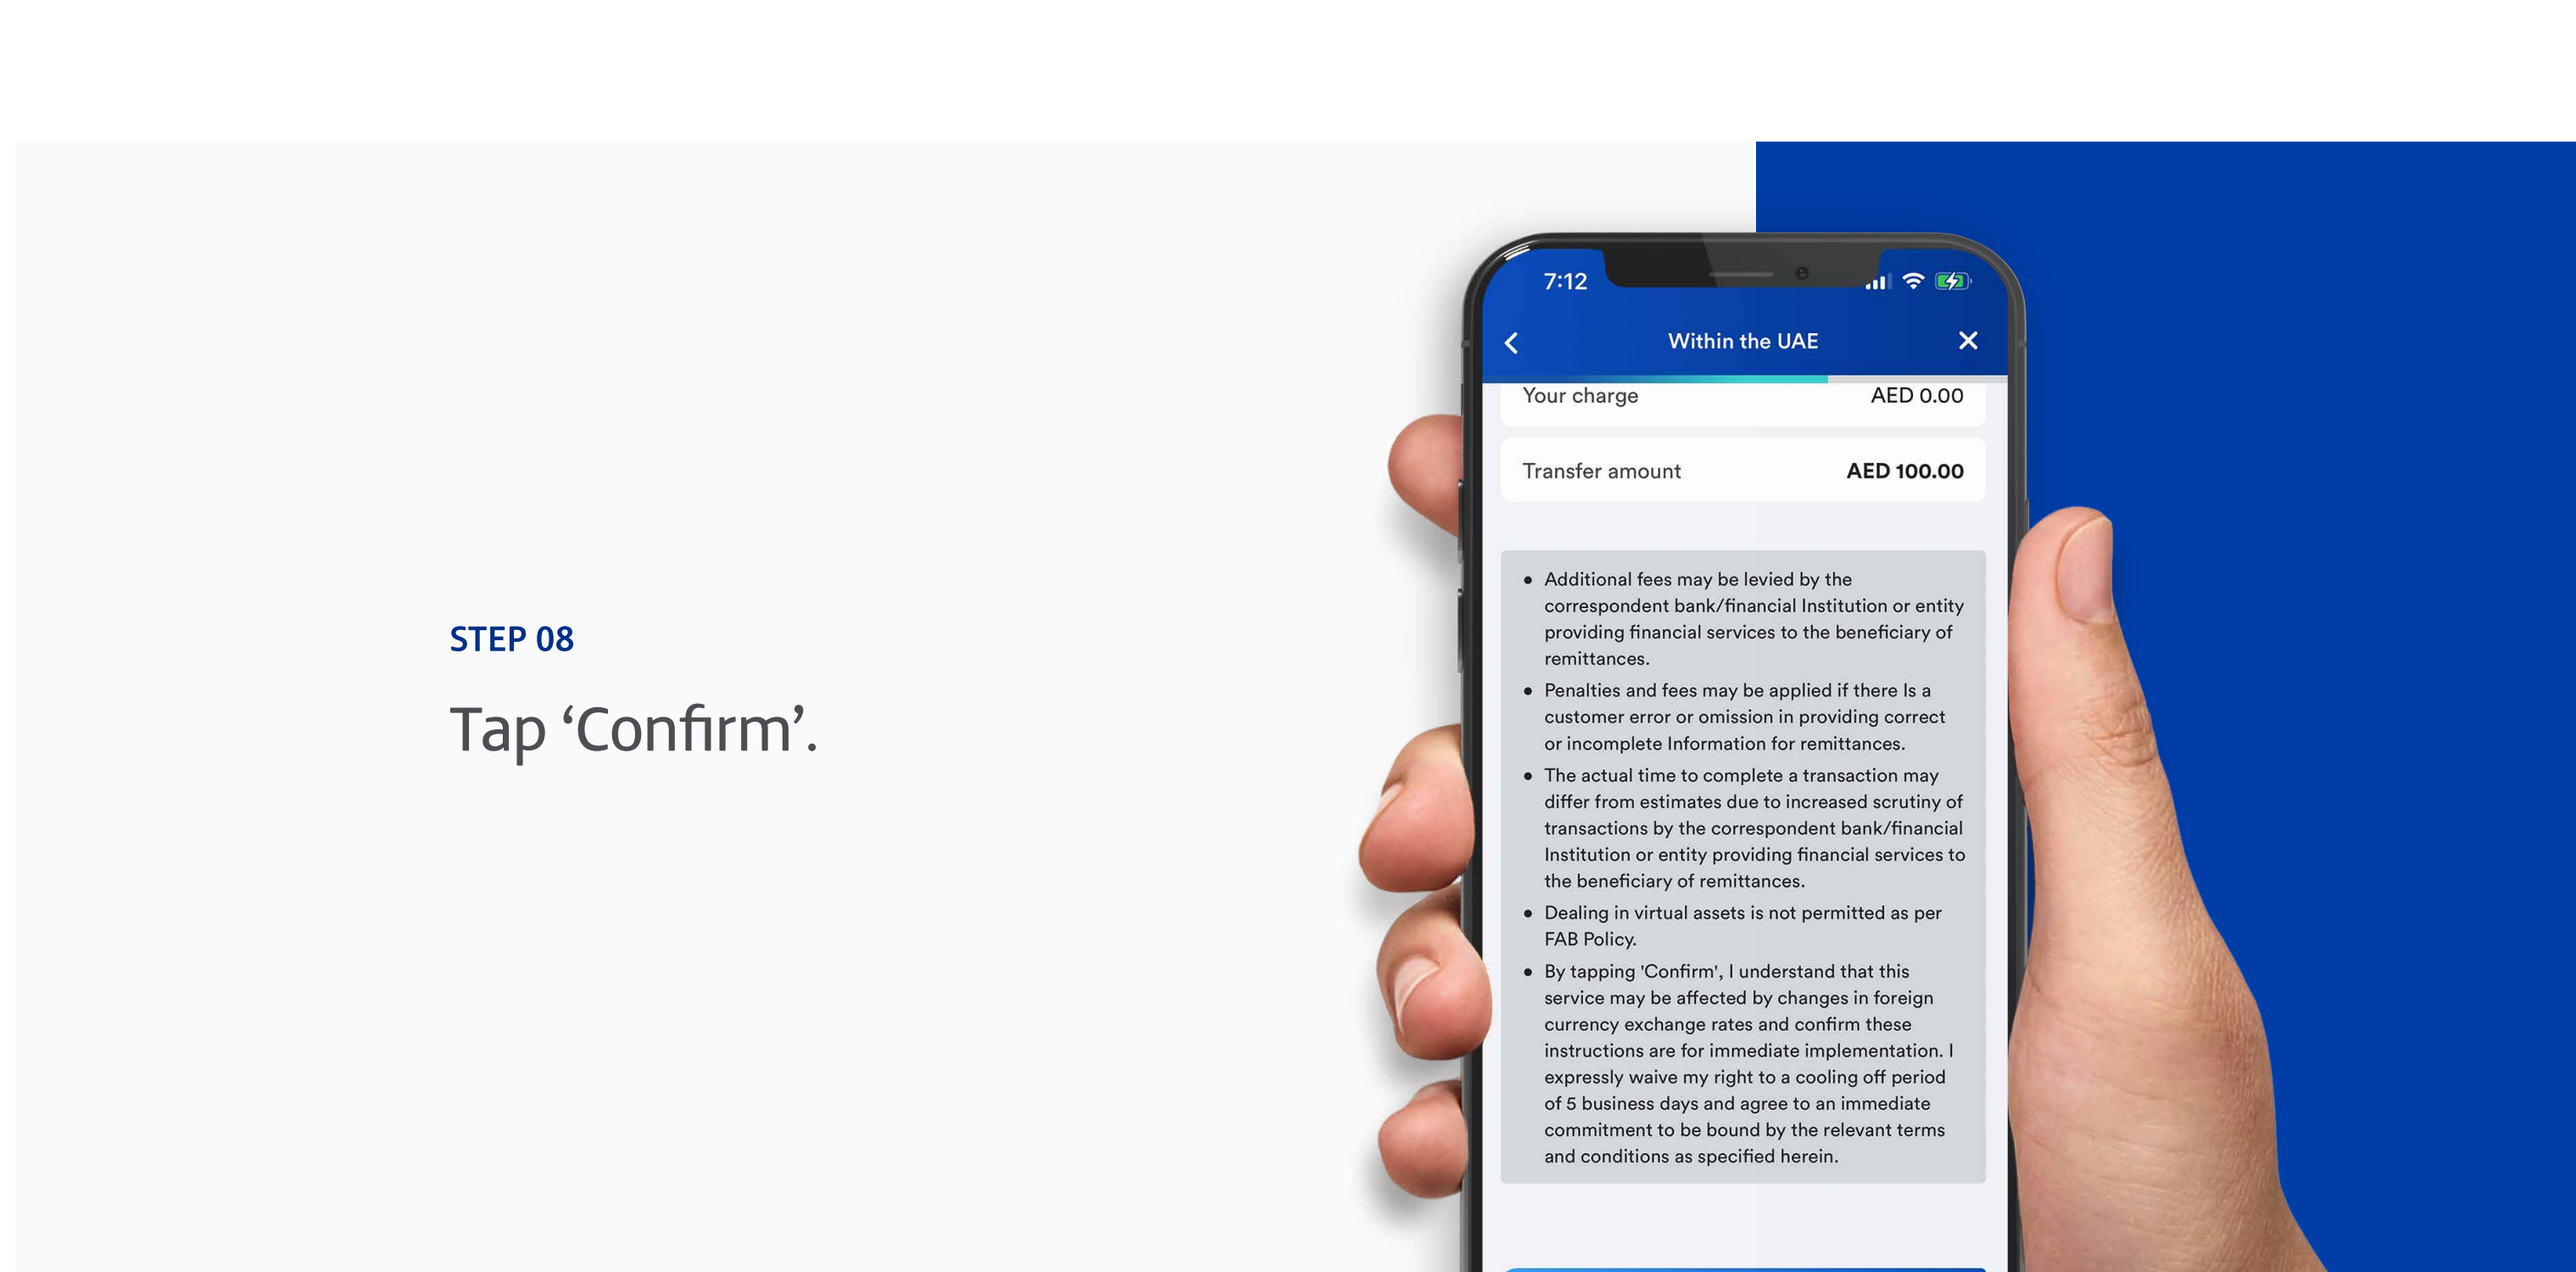 STEP 08
Tap ‘Confirm’.
7:12
Within the UAE
Your charge AED 0.00
Transfer amount AED 100.00
• Additional fees may be levied by the
correspondent bank/financial Institution or entity
providing financial services to the beneficiary of
remittances.
• Penalties and fees may be applied if there Is a
customer error or omission in providing correct
or incomplete Information for remittances.
• The actual time to complete a transaction may
differ from estimates due to increased scrutiny of
transactions by the correspondent bank/financial
Institution or entity providing financial services to
the beneficiary of remittances.
• Dealing in virtual assets is not permitted as per
FAB Policy.
• By tapping 'Confirm', I understand that this
service may be affected by changes in foreign
currency exchange rates and confirm these
instructions are for immediate implementation. I
expressly waive my right to a cooling off period
of 5 business days and agree to an immediate
commitment to be bound by the relevant terms
and conditions as specified herein.